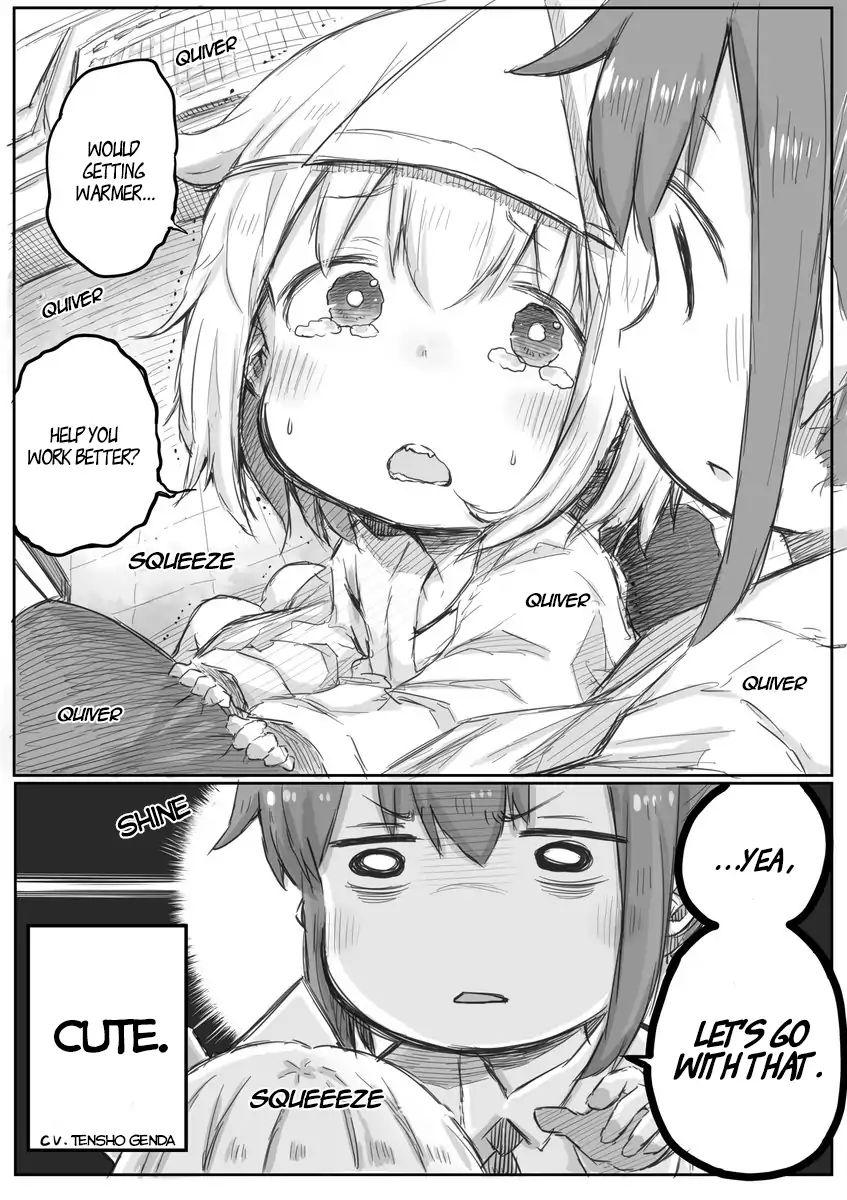 QUIVER
WOULD
GETTING
WARMER...
QUIVER
HELP YOU
WORK BETTER?
SQUEEZE
QUIVER
QUIVER
QUIVER
SHINE
...YEA,
LET'S GO
WITH THAT.
CUTE.
SQUEEEZE
CV. TENSHO GENDA